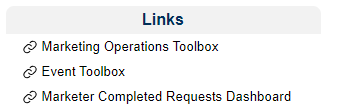 Links
Marketing Operations Toolbox
Event Toolbox
Marketer Completed Requests Dashboard